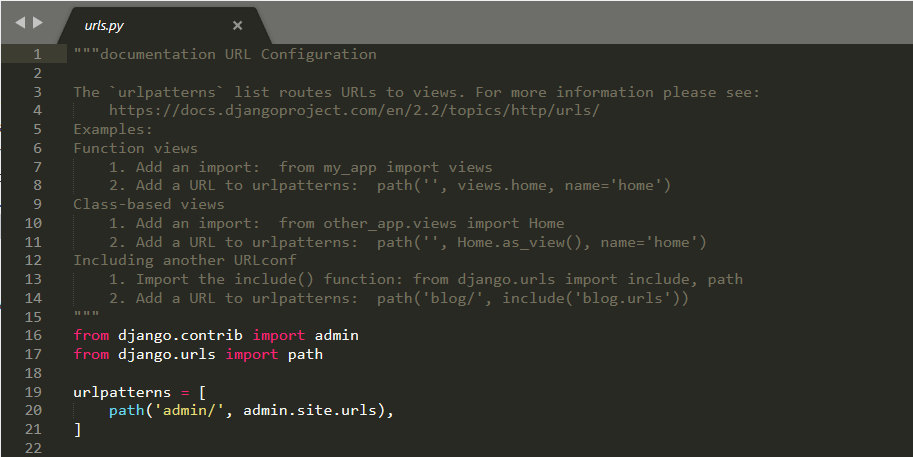 urls.py
1 """documentation URL Configuration
2
3 The `urlpatterns` list routes URLs to views. For more information please see:
4     https://docs.djangoproject.com/en/2.2/topics/http/urls/
5 Examples:
6 Function views
7     1. Add an import:  from my_app import views
8     2. Add a URL to urlpatterns:  path('', views.home, name='home')
9 Class-based views
10     1. Add an import:  from other_app.views import Home
11     2. Add a URL to urlpatterns:  path('', Home.as_view(), name='home')
12 Including another URLconf
13     1. Import the include() function: from django.urls import include, path
14     2. Add a URL to urlpatterns:  path('blog/', include('blog.urls'))
15 """
16 from django.contrib import admin
17 from django.urls import path
18
19 urlpatterns = [
20     path('admin/', admin.site.urls),
21 ]
22